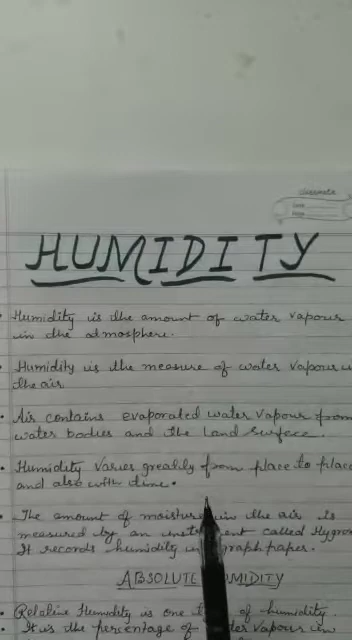 classmate
HUMIDITY
• Humidity is the amount of water vapour
in the atmosphere.
• Humidity is the measure of water vapour
the air
• Air contains evaporated water vapour from
water bodies and the land surface.
• Humidity varies greatly from place to place
and also with time.
• The amount of moisture in the air is
measured by an called
It records humidity graph paper.
ABSOLUTE
• Relative Humidity is one of humidity.
It is the percentage of vapour in